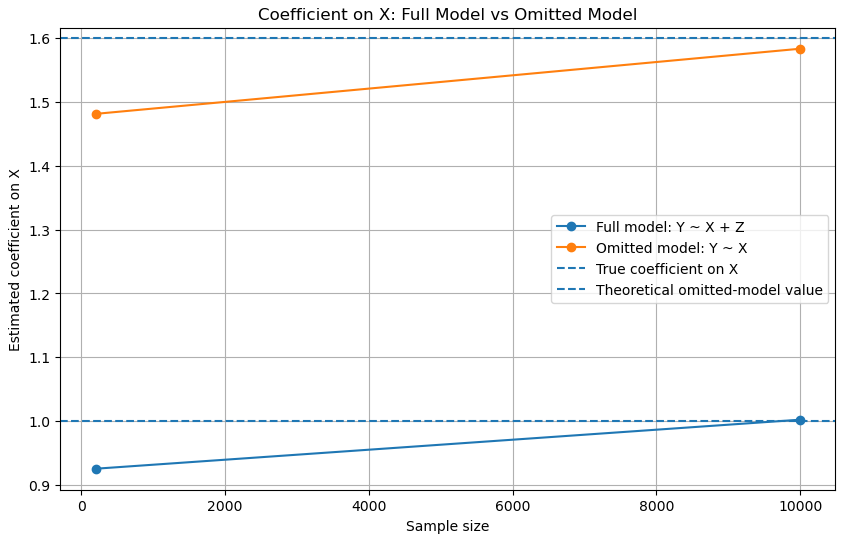 Coefficient on X: Full Model vs Omitted Model
1.6
1.5
1.4
1.3
1.2
1.1
1.0
0.9
Estimated coefficient on X
Full model: Y ~ X + Z
Omitted model: Y ~ X
True coefficient on X
Theoretical omitted-model value
0 2000 4000 6000 8000 10000
Sample size